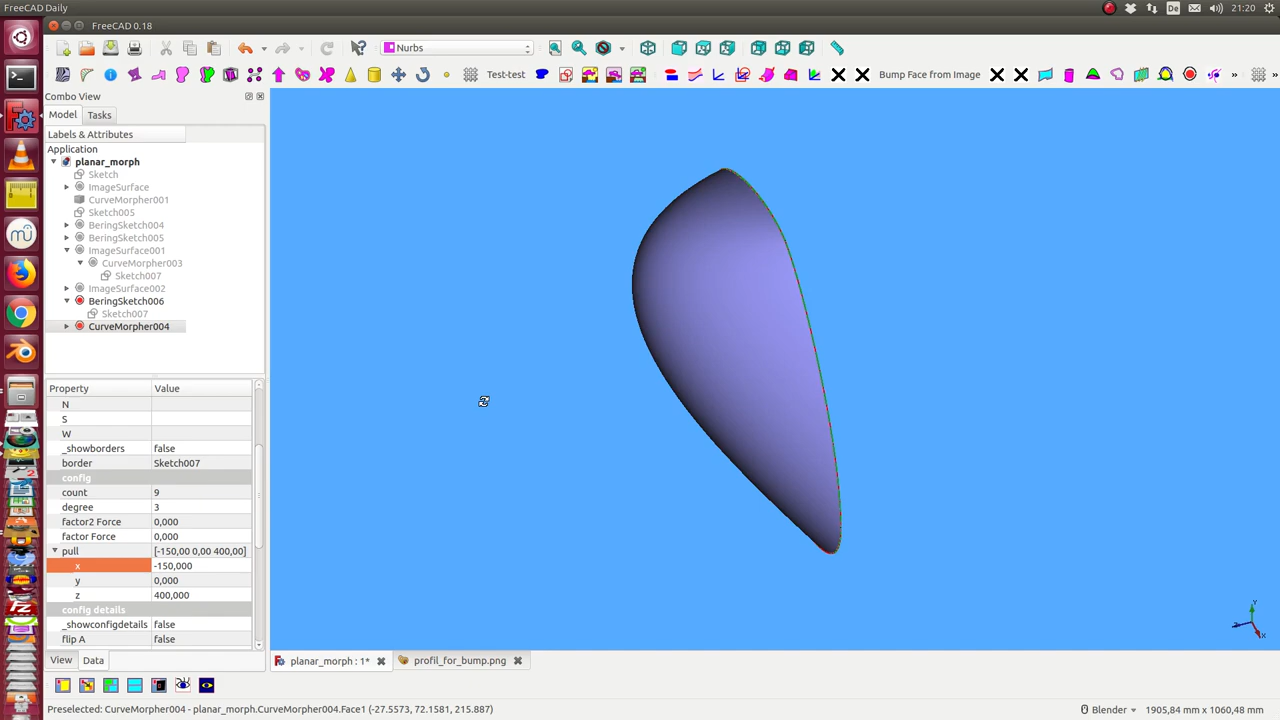 FreeCAD Daily
De
21:20
FreeCAD 0.18
Nurbs
Test-test
Bump Face from Image
Combo View
Model
Tasks
Labels & Attributes
Application
planar_morph
Sketch
ImageSurface
CurveMorpher001
Sketch005
BeringSketch004
BeringSketch005
ImageSurface001
CurveMorpher003
Sketch007
ImageSurface002
BeringSketch006
Sketch007
CurveMorpher004
Property Value
N
S
W
_showborders false
border Sketch007
config
count 9
degree 3
factor2 Force 0,000
factor Force 0,000
pull [-150,00 0,00 400,00]
x -150,000
y 0,000
z 400,000
config details
_showconfigdetails false
flip A false
View Data
planar_morph : 1*
profil_for_bump.png
Preselected: CurveMorpher004 - planar_morph.CurveMorpher004.Face1 (-27.5573, 72.1581, 215.887)
Blender
1905,84 mm x 1060,48 mm